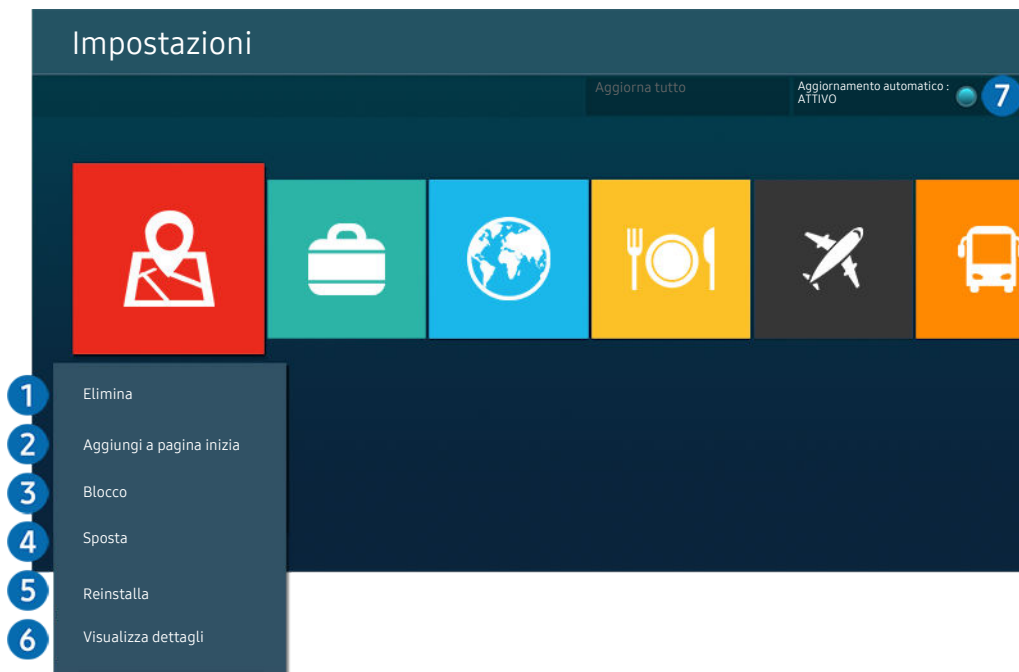 Impostazioni
Aggiorna tutto
Aggiornamento automatico :
ATTIVO
7
1
Elimina
2
Aggiungi a pagina inizia
3
Blocco
4
Sposta
5
Reinstalla
6
Visualizza dettagli